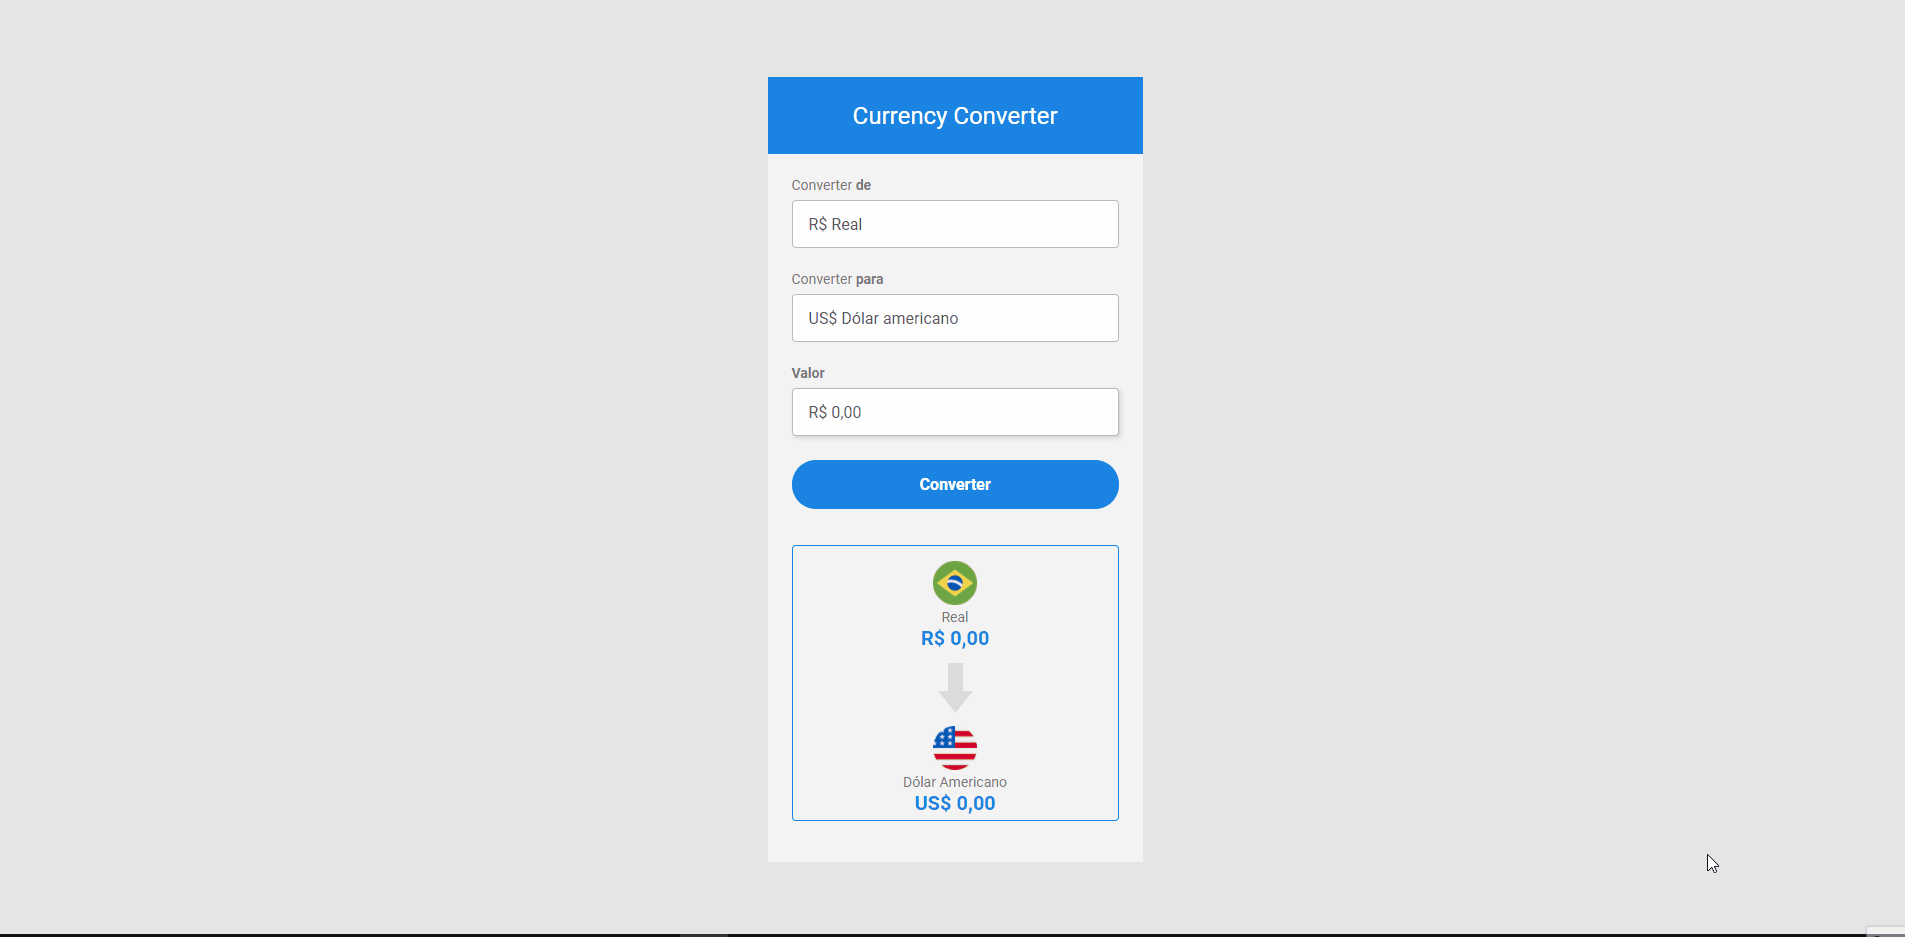 Currency Converter
Converter de
R$ Real
Converter para
US$ Dólar americano
Valor
R$ 0,00
Converter
Real
R$ 0,00
Dólar Americano
US$ 0,00